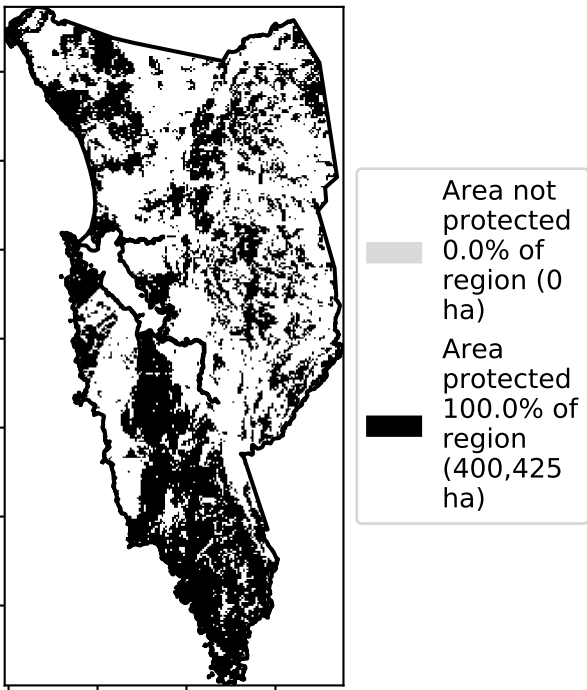 Area not
protected
0.0% of
region (0
ha)
Area
protected
100.0% of
region
(400,425
ha)